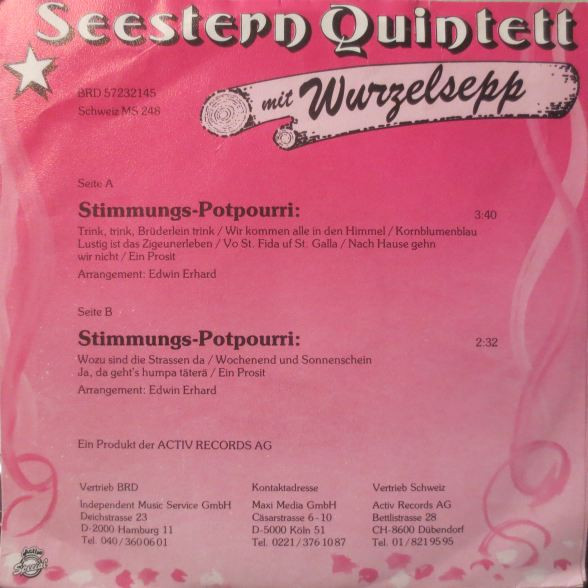 Seestern Quintett
mit Wurzelsepp
BRD 57232145
Schweiz MS 248
Seite A
Stimmungs-Potpourri: 3:40
Trink, trink, Brüderlein trink / Wir kommen alle in den Himmel / Kornblumenblau
Lustig ist das Zigeunerleben / Vo St. Fida uf St. Galla / Nach Hause gehn
wir nicht / Ein Prosit
Arrangement: Edwin Erhard
Seite B
Stimmungs-Potpourri: 2:32
Wozu sind die Strassen da / Wochenend und Sonnenschein
Ja, da geht's humpa täterä / Ein Prosit
Arrangement: Edwin Erhard
Ein Produkt der ACTIV RECORDS AG
Vertrieb BRD
Independent Music Service GmbH
Deichstrasse 23
D-2000 Hamburg 11
Tel. 040/3600601
Kontaktadresse
Maxi Media GmbH
Cäsarstrasse 6-10
D-5000 Köln 51
Tel. 0221/3761087
Vertrieb Schweiz
Activ Records AG
Bettlistrasse 28
CH-8600 Dübendorf
Tel. 01/8219595